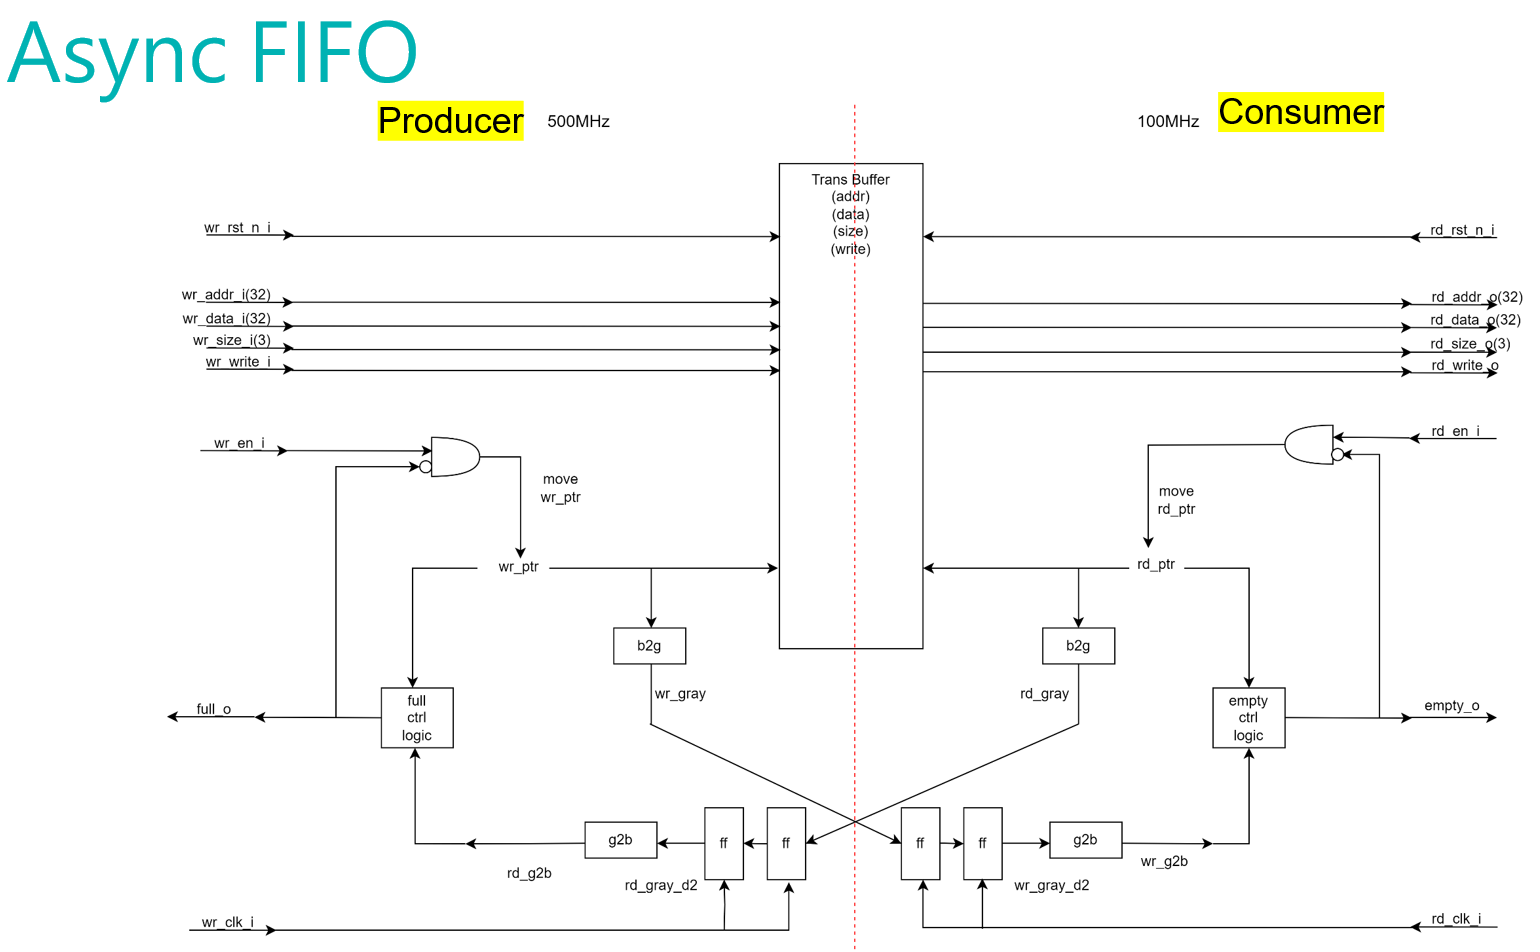 Async FIFO
Producer
500MHz
100MHz
Consumer
Trans Buffer
(addr)
(data)
(size)
(write)
wr_rst_n_i
rd_rst_n_i
wr_addr_i(32)
rd_addr_o(32)
wr_data_i(32)
rd_data_o(32)
wr_size_i(3)
rd_size_o(3)
wr_write_i
rd_write_o
wr_en_i
rd_en_i
move
wr_ptr
move
rd_ptr
wr_ptr
rd_ptr
b2g
b2g
wr_gray
rd_gray
full_o
full
ctrl
logic
empty
ctrl
logic
empty_o
g2b
ff
ff
ff
ff
g2b
rd_g2b
rd_gray_d2
wr_gray_d2
wr_g2b
wr_clk_i
rd_clk_i